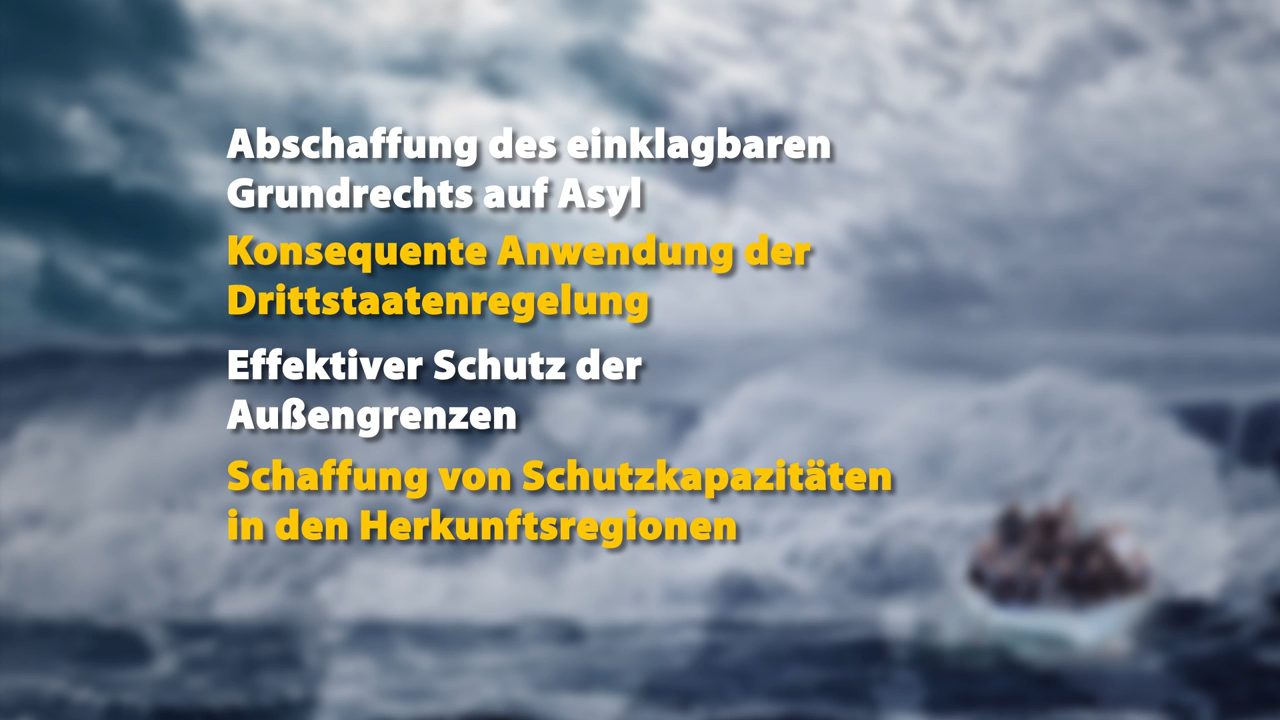 Abschaffung des einklagbaren
Grundrechts auf Asyl
Konsequente Anwendung der
Drittstaatenregelung
Effektiver Schutz der
Außengrenzen
Schaffung von Schutzkapazitäten
in den Herkunftsregionen